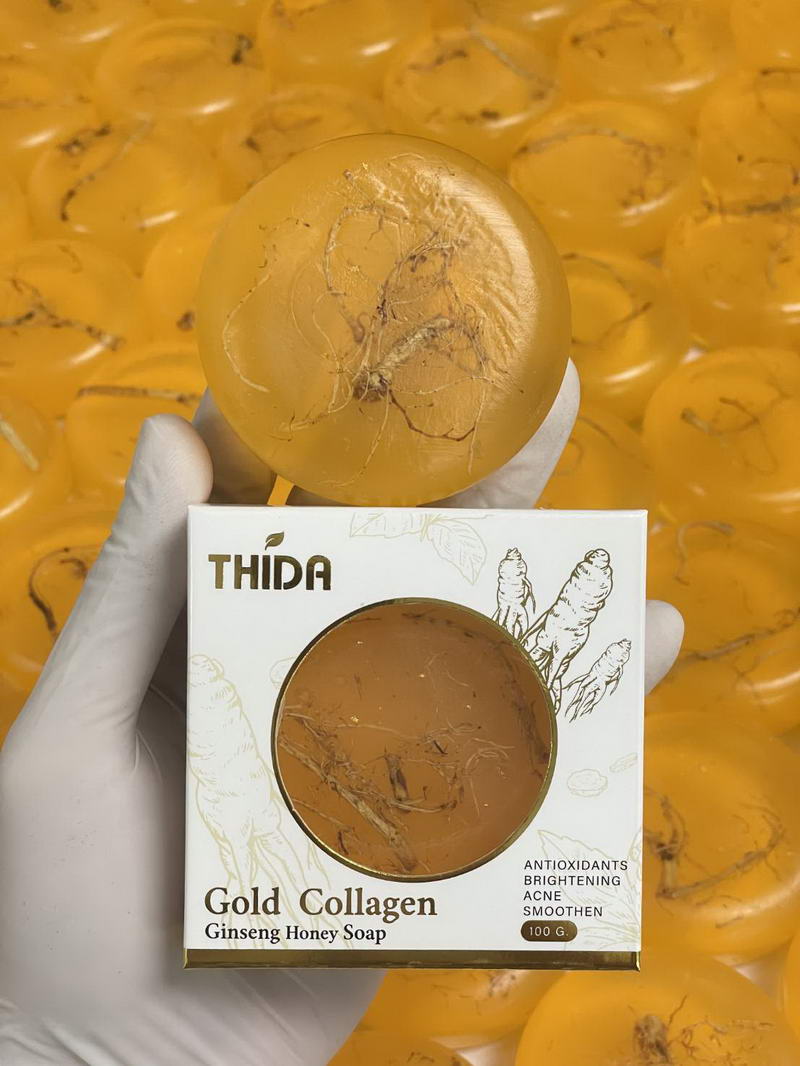 THIDA
ANTIOXIDANTS
BRIGHTENING
ACNE
SMOOTHEN
100 G.
Gold Collagen
Ginseng Honey Soap